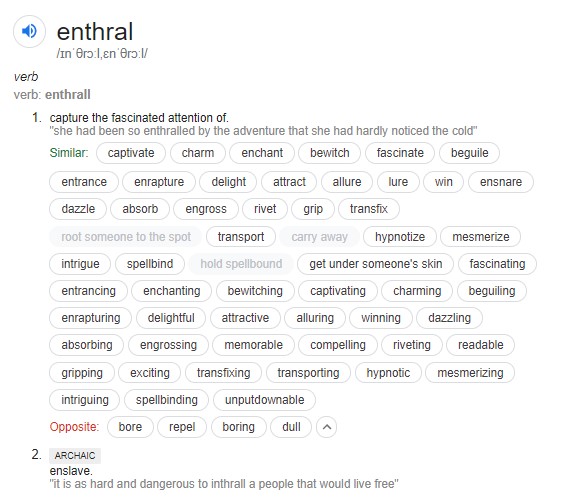 enthral
/ɪnˈθrɔːl,ɛnˈθrɔːl/
verb
verb: enthrall
1. capture the fascinated attention of.
"she had been so enthralled by the adventure that she had hardly noticed the cold"
Similar: captivate charm enchant bewitch fascinate beguile
entrance enrapture delight attract allure lure win ensnare
dazzle absorb engross rivet grip transfix
root someone to the spot transport carry away hypnotize mesmerize
intrigue spellbind hold spellbound get under someone's skin fascinating
entrancing enchanting bewitching captivating charming beguiling
enrapturing delightful attractive alluring winning dazzling
absorbing engrossing memorable compelling riveting readable
gripping exciting transfixing transporting hypnotic mesmerizing
intriguing spellbinding unputdownable
Opposite: bore repel boring dull
2. ARCHAIC
enslave.
"it is as hard and dangerous to inthrall a people that would live free"